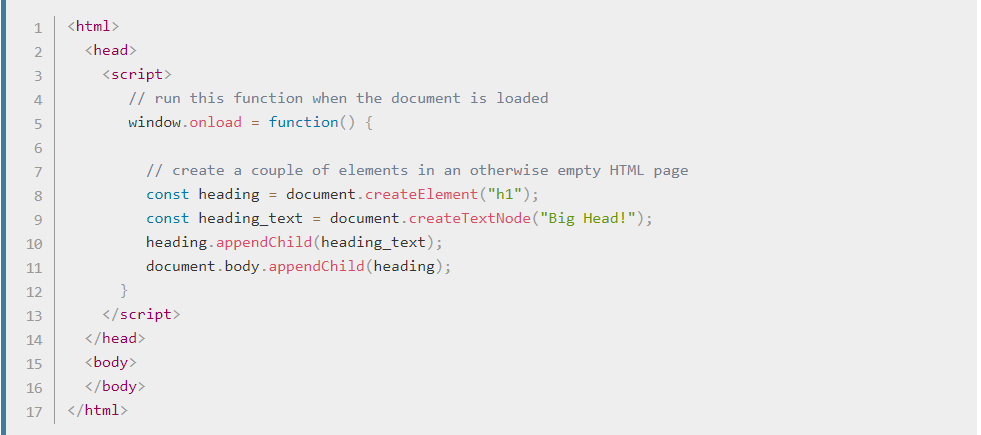 1 <html>
2   <head>
3     <script>
4        // run this function when the document is loaded
5        window.onload = function() {
6
7          // create a couple of elements in an otherwise empty HTML page
8          const heading = document.createElement("h1");
9          const heading_text = document.createTextNode("Big Head!");
10         heading.appendChild(heading_text);
11         document.body.appendChild(heading);
12       }
13     </script>
14   </head>
15   <body>
16   </body>
17 </html>